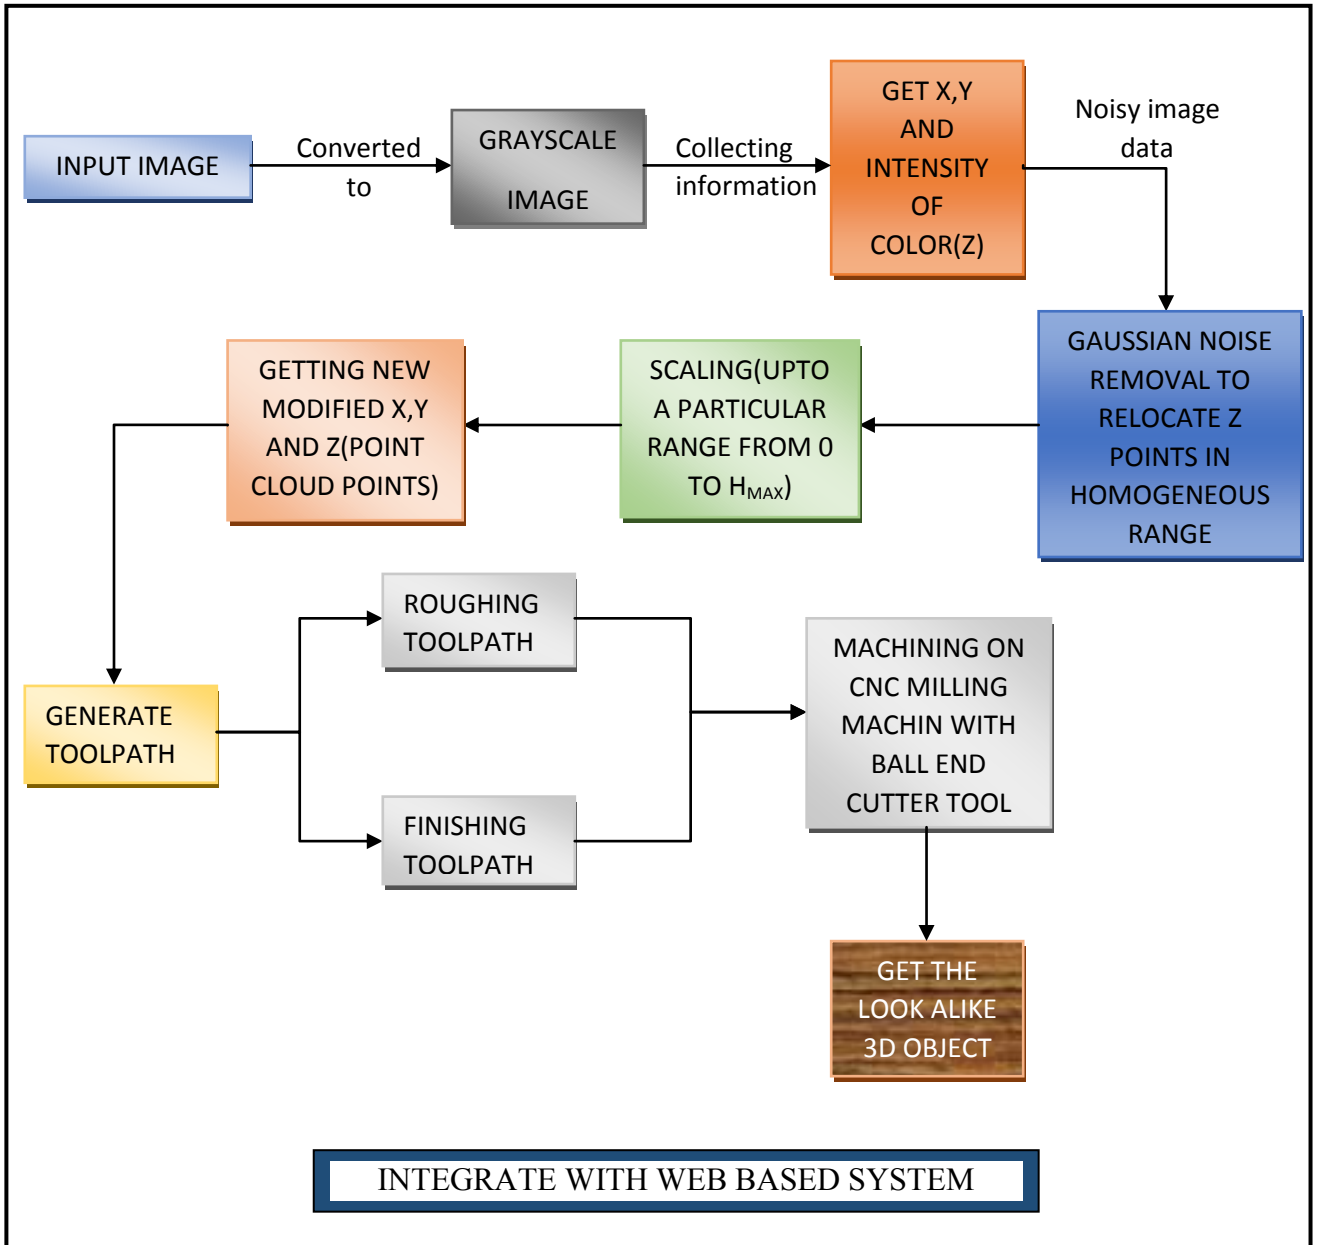 INPUT IMAGE
Converted
to
GRAYSCALE
IMAGE
Collecting
information
GET X,Y
AND
INTENSITY
OF
COLOR(Z)
Noisy image
data
GAUSSIAN NOISE
REMOVAL TO
RELOCATE Z
POINTS IN
HOMOGENEOUS
RANGE
SCALING(UPTO
A PARTICULAR
RANGE FROM 0
TO HMAX)
GETTING NEW
MODIFIED X,Y
AND Z(POINT
CLOUD POINTS)
GENERATE
TOOLPATH
ROUGHING
TOOLPATH
FINISHING
TOOLPATH
MACHINING ON
CNC MILLING
MACHIN WITH
BALL END
CUTTER TOOL
GET THE
LOOK ALIKE
3D OBJECT
INTEGRATE WITH WEB BASED SYSTEM